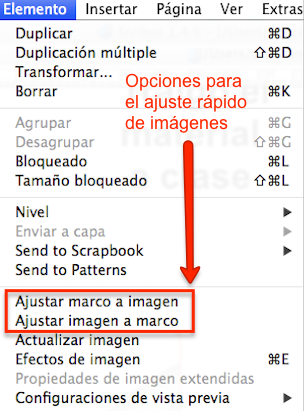 Elemento Insertar Página Ver Extras
Duplicar ⌘D
Duplicación múltiple ⇧⌘D
Transformar...
Borrar ⌘K
Opciones para
el ajuste rápido
de imágenes
Agrupar ⌘G
Desagrupar ⇧⌘G
Bloqueado ⌘L
Tamaño bloqueado ⇧⌘L
Nivel
Enviar a capa
Send to Scrapbook
Send to Patterns
Ajustar marco a imagen
Ajustar imagen a marco
Actualizar imagen
Efectos de imagen ⌘E
Propiedades de imagen extendidas
Configuraciones de vista previa